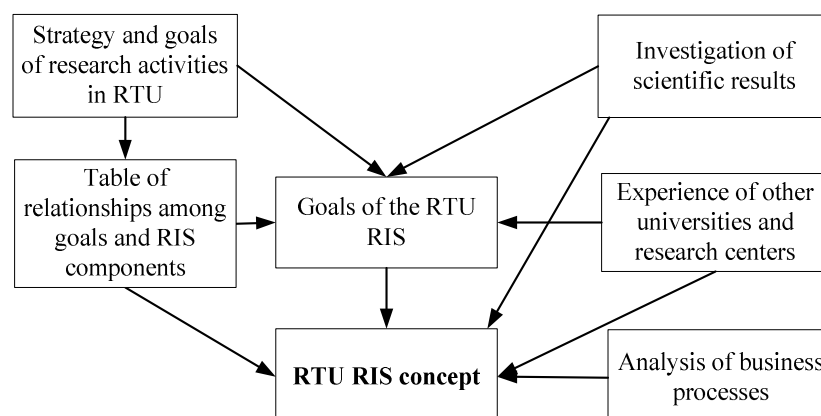 Strategy and goals
of research activities
in RTU
Investigation of
scientific results
Table of
relationships among
goals and RIS
components
Goals of the RTU
RIS
Experience of other
universities and
research centers
RTU RIS concept
Analysis of business
processes